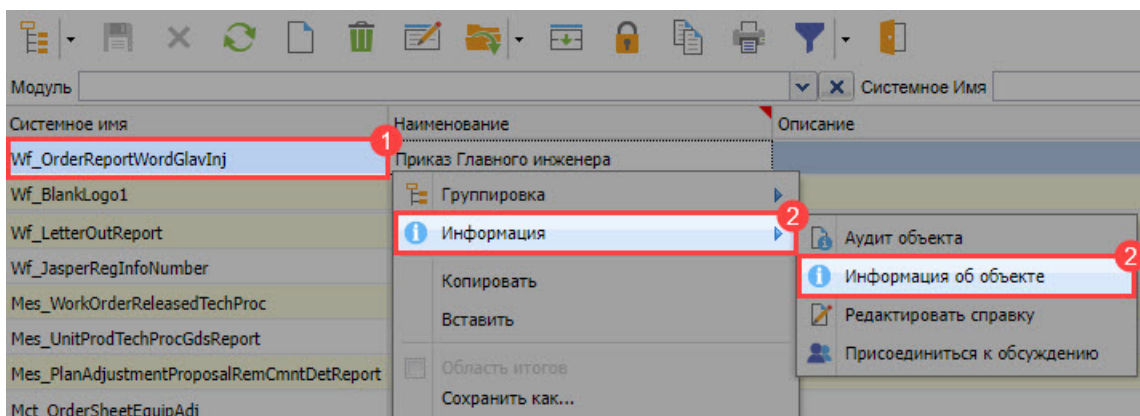 Модуль
Системное Имя
Системное имя
Наименование
Описание
1
Wf_OrderReportWordGlavInj
Приказ Главного инженера
Wf_BlankLogo1
Группировка
2
Wf_LetterOutReport
Информация
Аудит объекта
2
Wf_JasperRegInfoNumber
Копировать
Информация об объекте
Mes_WorkOrderReleasedTechProc
Вставить
Редактировать справку
Mes_UnitProdTechProcGdsReport
Присоединиться к обсуждению
Mes_PlanAdjustmentProposalRemCmntDetReport
Область итогов
Сохранить как...
Mct_OrderSheetEquipAdj